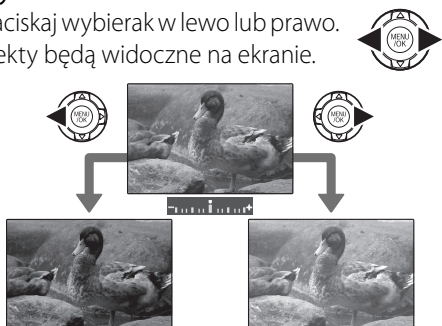 aciskaj wybierak w lewo lub prawo.
ekty będą widoczne na ekranie.
MENU
/OK
MENU
/OK
MENU
/OK
- +